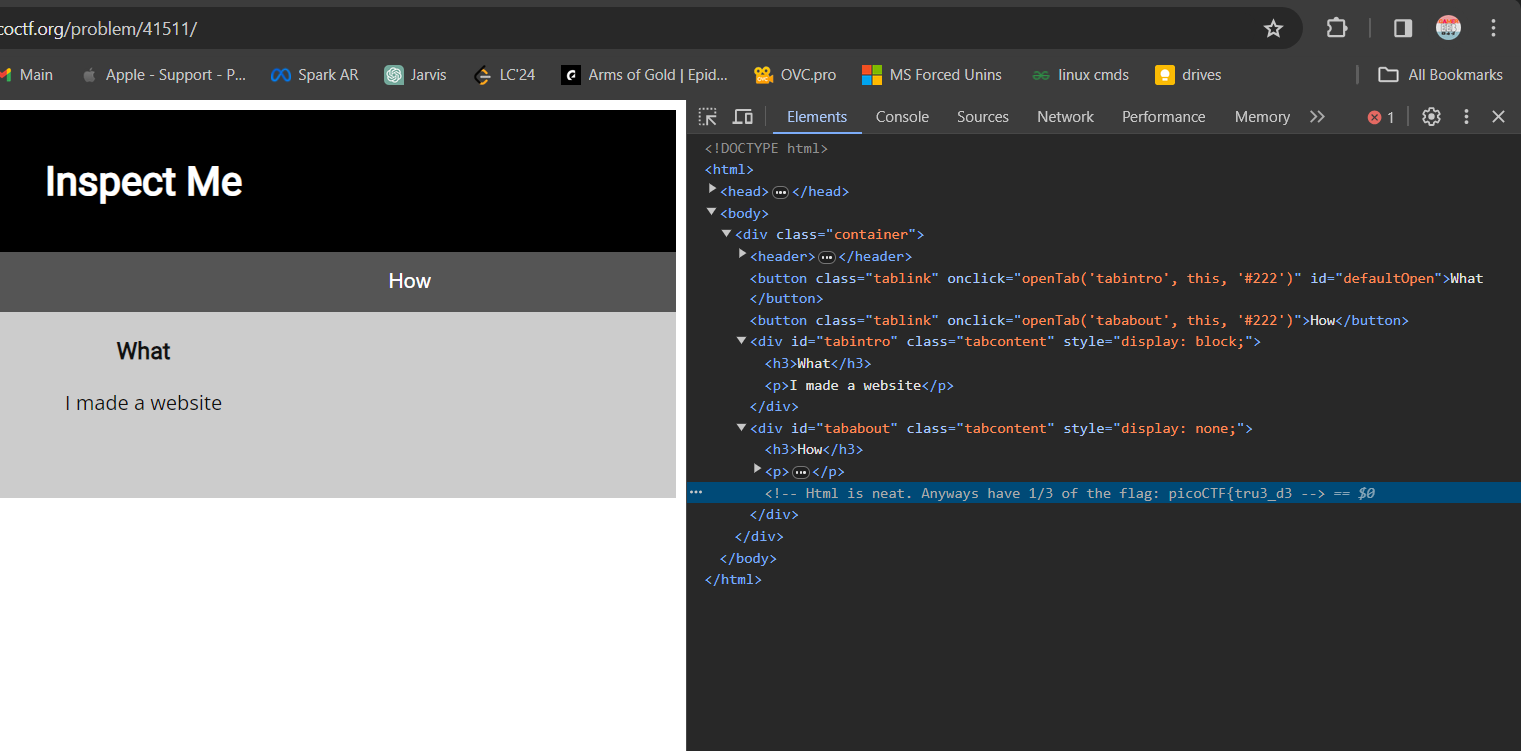 coctf.org/problem/41511/
Main Apple - Support - P... Spark AR Jarvis LC'24 Arms of Gold | Epid... OVC.pro MS Forced Unins linux cmds drives All Bookmarks
Inspect Me
How
What
I made a website
Elements Console Sources Network Performance Memory 1
<!DOCTYPE html>
<html>
<head>…</head>
<body>
<div class="container">
<header>…</header>
<button class="tablink" onclick="openTab('tabintro', this, '#222')" id="defaultOpen">What
</button>
<button class="tablink" onclick="openTab('tababout', this, '#222')">How</button>
<div id="tabintro" class="tabcontent" style="display: block;">
<h3>What</h3>
<p>I made a website</p>
</div>
<div id="tababout" class="tabcontent" style="display: none;">
<h3>How</h3>
<p>…</p>
<!-- Html is neat. Anyways have 1/3 of the flag: picoCTF{tru3_d3 --> == $0
</div>
</div>
</body>
</html>